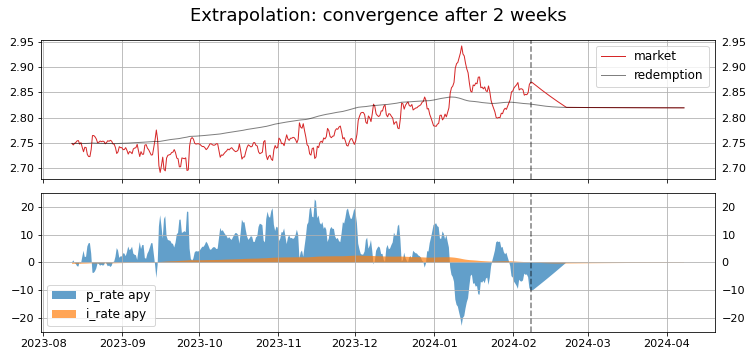 Extrapolation: convergence after 2 weeks
2.95 2.95
market
2.90 redemption 2.90
2.85 2.85
2.80 2.80
2.75 2.75
2.70 2.70
20 20
10 10
0 0
−10 p_rate apy −10
−20 i_rate apy −20
2023-08 2023-09 2023-10 2023-11 2023-12 2024-01 2024-02 2024-03 2024-04